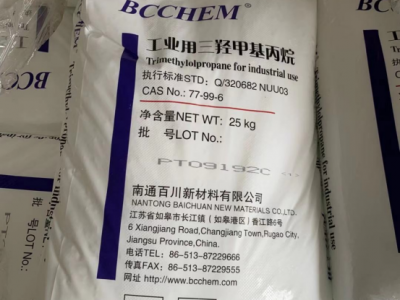 BCCHEM®
工业用三羟甲基丙烷
Trimethylolpropane for industrial use
执行标准STD：Q/320682 NUU03
CAS No.: 77-99-6
净含量NET WT: 25 kg
批 号LOT No.:
PT09192C
南通百川新材料有限公司
NANTONG BAICHUAN NEW MATERIALS CO.,LTD.
江苏省如皋市长江镇（如皋港区）香江路6号
6 Xiangjiang Road,Changjiang Town,Rugao City,
Jiangsu Province,China.
电话TEL: 86-513-87229666
传真FAX: 86-513-87229555
网址 http: www.bcchem.com